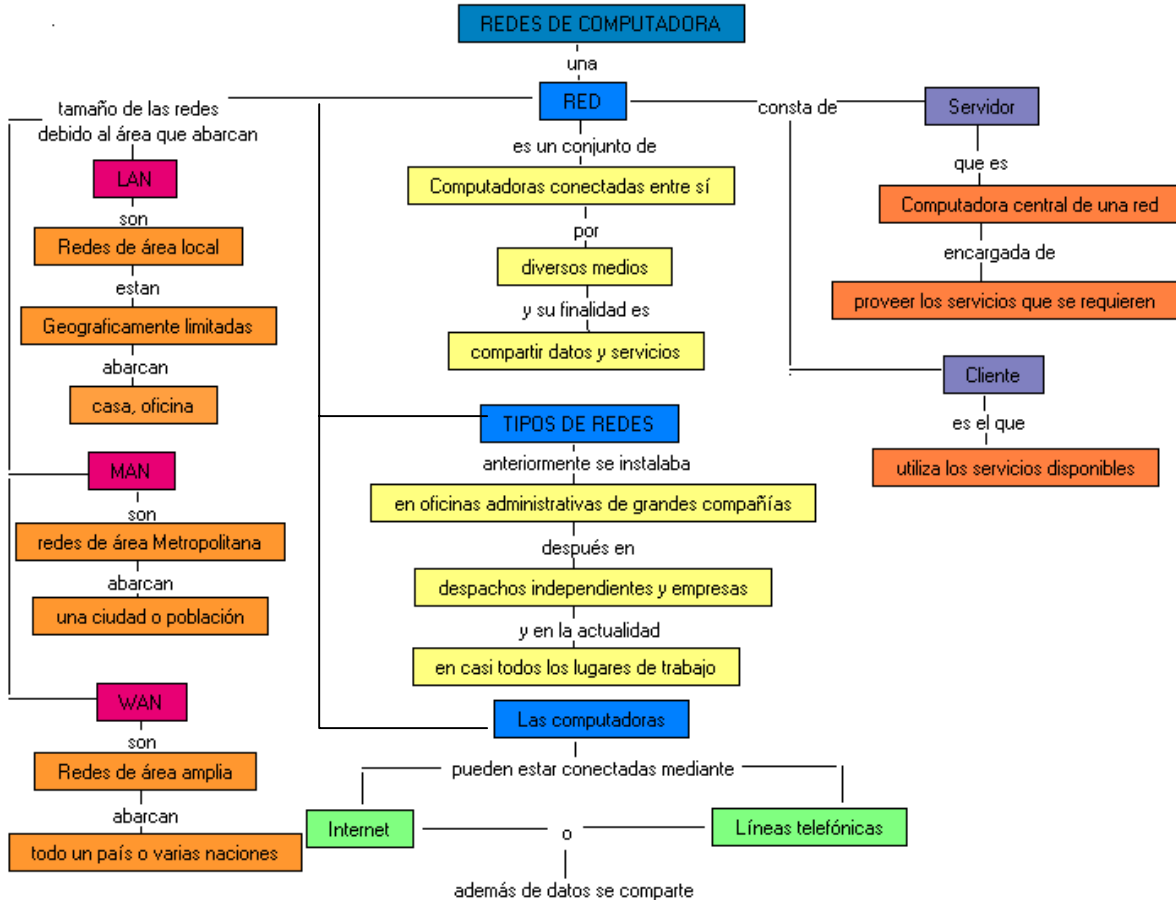 REDES DE COMPUTADORA
una
RED
tamaño de las redes
debido al área que abarcan
LAN
son
Redes de área local
estan
Geograficamente limitadas
abarcan
casa, oficina
MAN
son
redes de área Metropolitana
abarcan
una ciudad o población
WAN
son
Redes de área amplia
abarcan
todo un país o varias naciones
es un conjunto de
Computadoras conectadas entre sí
por
diversos medios
y su finalidad es
compartir datos y servicios
TIPOS DE REDES
anteriormente se instalaba
en oficinas administrativas de grandes compañías
después en
despachos independientes y empresas
y en la actualidad
en casi todos los lugares de trabajo
Las computadoras
pueden estar conectadas mediante
Internet
o
Líneas telefónicas
además de datos se comparte
consta de
Servidor
que es
Computadora central de una red
encargada de
proveer los servicios que se requieren
Cliente
es el que
utiliza los servicios disponibles